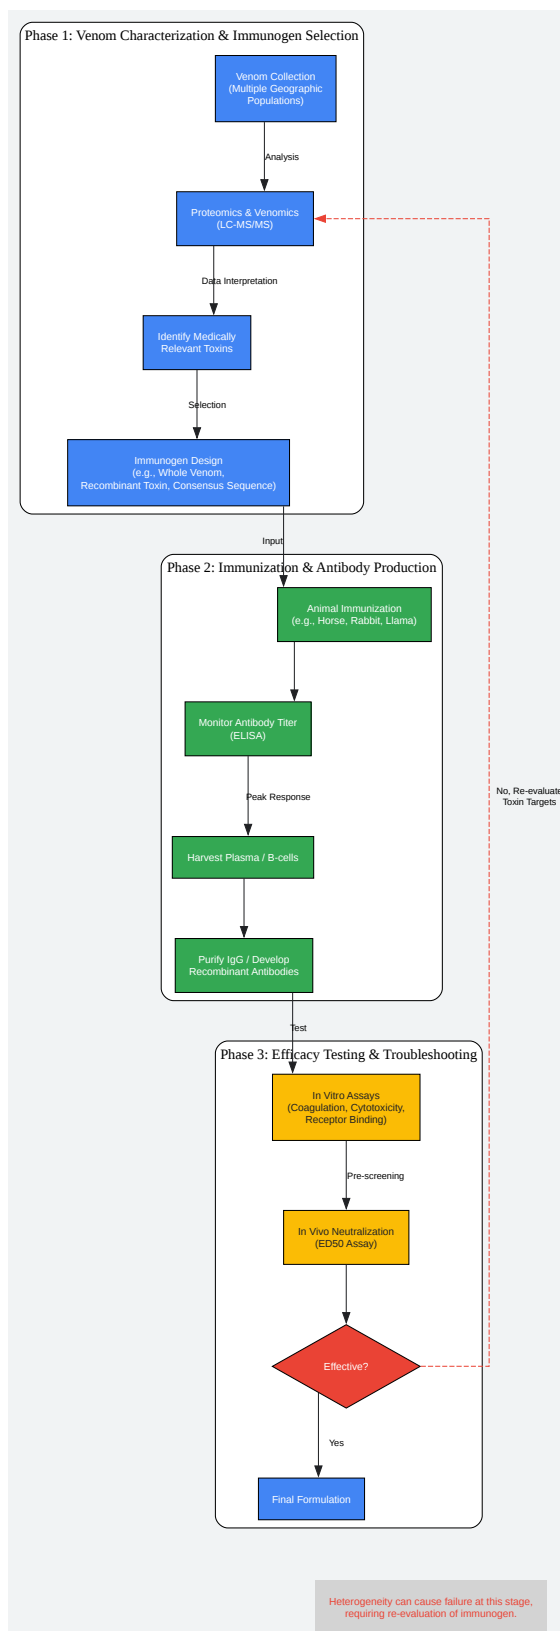 Phase 1: Venom Characterization & Immunogen Selection
Venom Collection
(Multiple Geographic
Populations)
Analysis
Proteomics & Venomics
(LC-MS/MS)
Data Interpretation
Identify Medically
Relevant Toxins
Selection
Immunogen Design
(e.g., Whole Venom,
Recombinant Toxin, Consensus Sequence)
Input
Phase 2: Immunization & Antibody Production
Animal Immunization
(e.g., Horse, Rabbit, Llama)
Monitor Antibody Titer
(ELISA)
No, Re-evaluate
Toxin Targets
Peak Response
Harvest Plasma / B-cells
Purify IgG / Develop
Recombinant Antibodies
Test
Phase 3: Efficacy Testing & Troubleshooting
In Vitro Assays
(Coagulation, Cytotoxicity,
Receptor Binding)
Pre-screening
In Vivo Neutralization
(ED50 Assay)
Effective?
Yes
Final Formulation
Heterogeneity can cause failure at this stage,
requiring re-evaluation of immunogen.